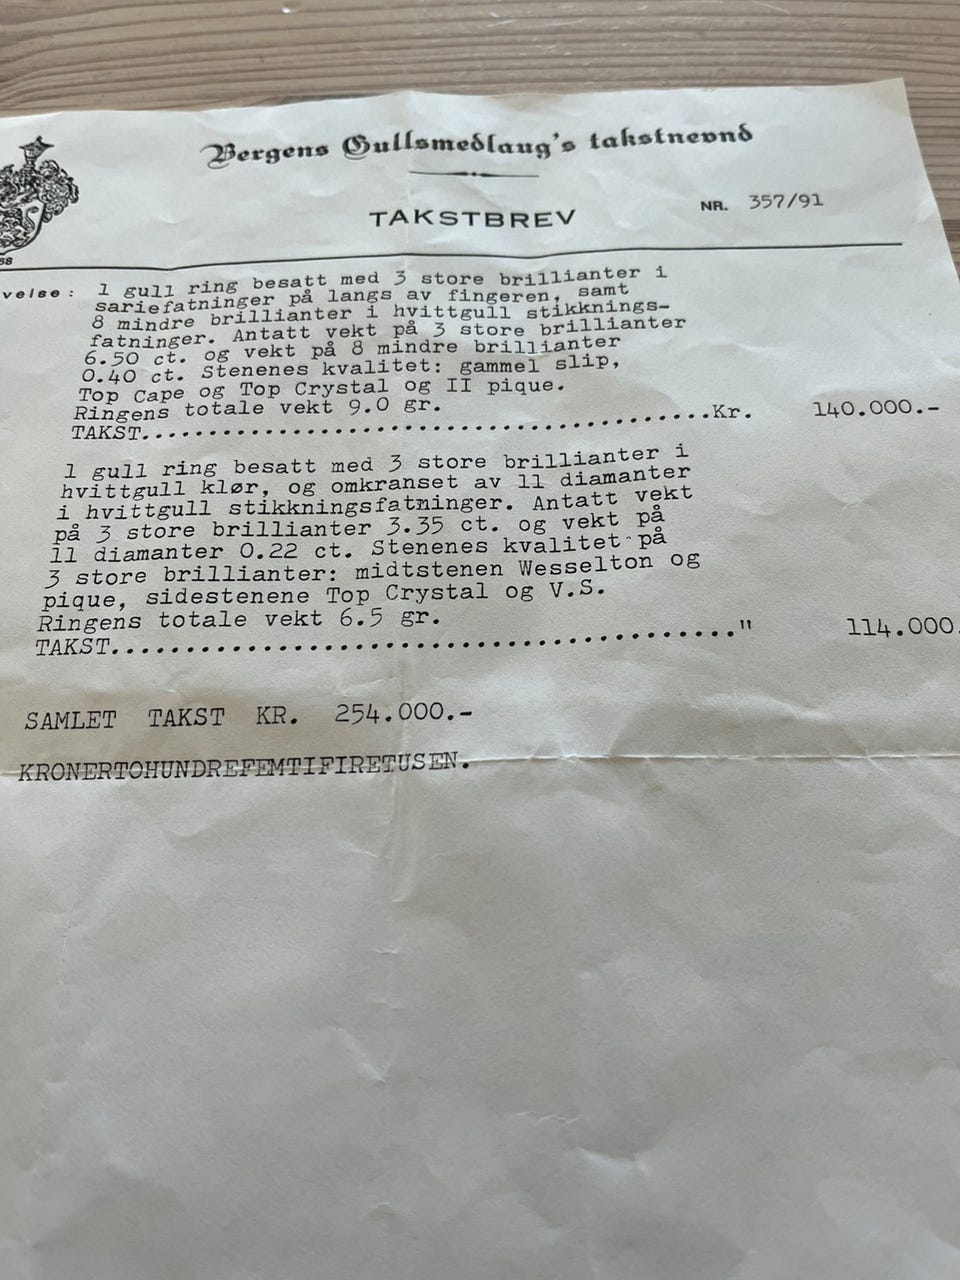 Bergens Gullsmedlaug's takstnevnd
TAKSTBREV
NR. 357/91
68
velse: 1 gull ring besatt med 3 store brillianter i
sariefatninger på langs av fingeren, samt
8 mindre brillianter i hvittgull stikknings-
fatninger. Antatt vekt på 3 store brillianter
6.50 ct. og vekt på 8 mindre brillianter
0.40 ct. Stenenes kvalitet: gammel slip,
Top Cape og Top Crystal og II pique.
Ringens totale vekt 9.0 gr.
TAKST..........................................Kr. 140.000.-
1 gull ring besatt med 3 store brillianter i
hvittgull klør, og omkranset av 11 diamanter
i hvittgull stikkningsfatninger. Antatt vekt
på 3 store brillianter 3.35 ct. og vekt på
11 diamanter 0.22 ct. Stenenes kvalitet på
3 store brillianter: midtstenen Wesselton og
pique, sidestenene Top Crystal og V.S.
Ringens totale vekt 6.5 gr.
TAKST..........................................." 114.000.
SAMLET TAKST KR. 254.000.-
KRONERTOHUNDREFEMTIFIRETUSEN.